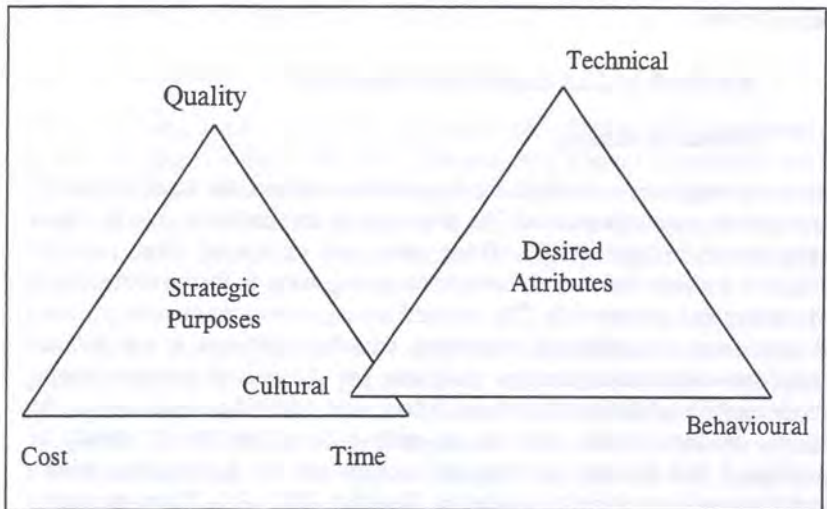 Technical
Quality
Desired
Attributes
Strategic
Purposes
Cultural
Behavioural
Cost
Time